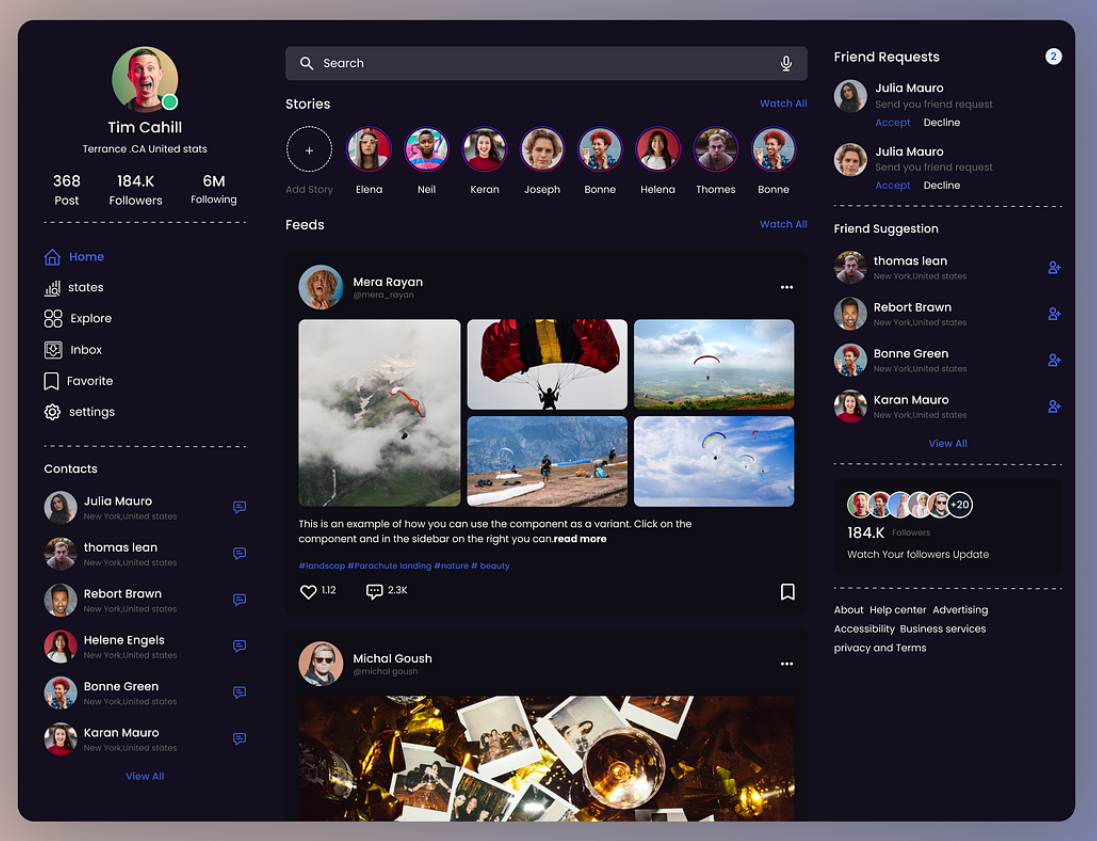 Tim Cahill
Terrance .CA United stats
368 184.K 6M
Post Followers Following
Home
states
Explore
Inbox
Favorite
settings
Contacts
Julia Mauro
New York,United states
thomas lean
New York,United states
Rebort Brawn
New York,United states
Helene Engels
New York,United states
Bonne Green
New York,United states
Karan Mauro
New York,United states
View All
Search
Stories Watch All
+
Add Story Elena Neil Keran Joseph Bonne Helena Thomes Bonne
Feeds Watch All
Mera Rayan
@mera_rayan
This is an example of how you can use the component as a variant. Click on the
component and in the sidebar on the right you can.read more
#landscap #Parachute landing #nature # beauty
1.12 2.3K
Michal Goush
@michal goush
Friend Requests 2
Julia Mauro
Send you friend request
Accept Decline
Julia Mauro
Send you friend request
Accept Decline
Friend Suggestion
thomas lean
New York,United states
Rebort Brawn
New York,United states
Bonne Green
New York,United states
Karan Mauro
New York,United states
View All
+20
184.K Followers
Watch Your followers Update
About Help center Advertising
Accessibility Business services
privacy and Terms